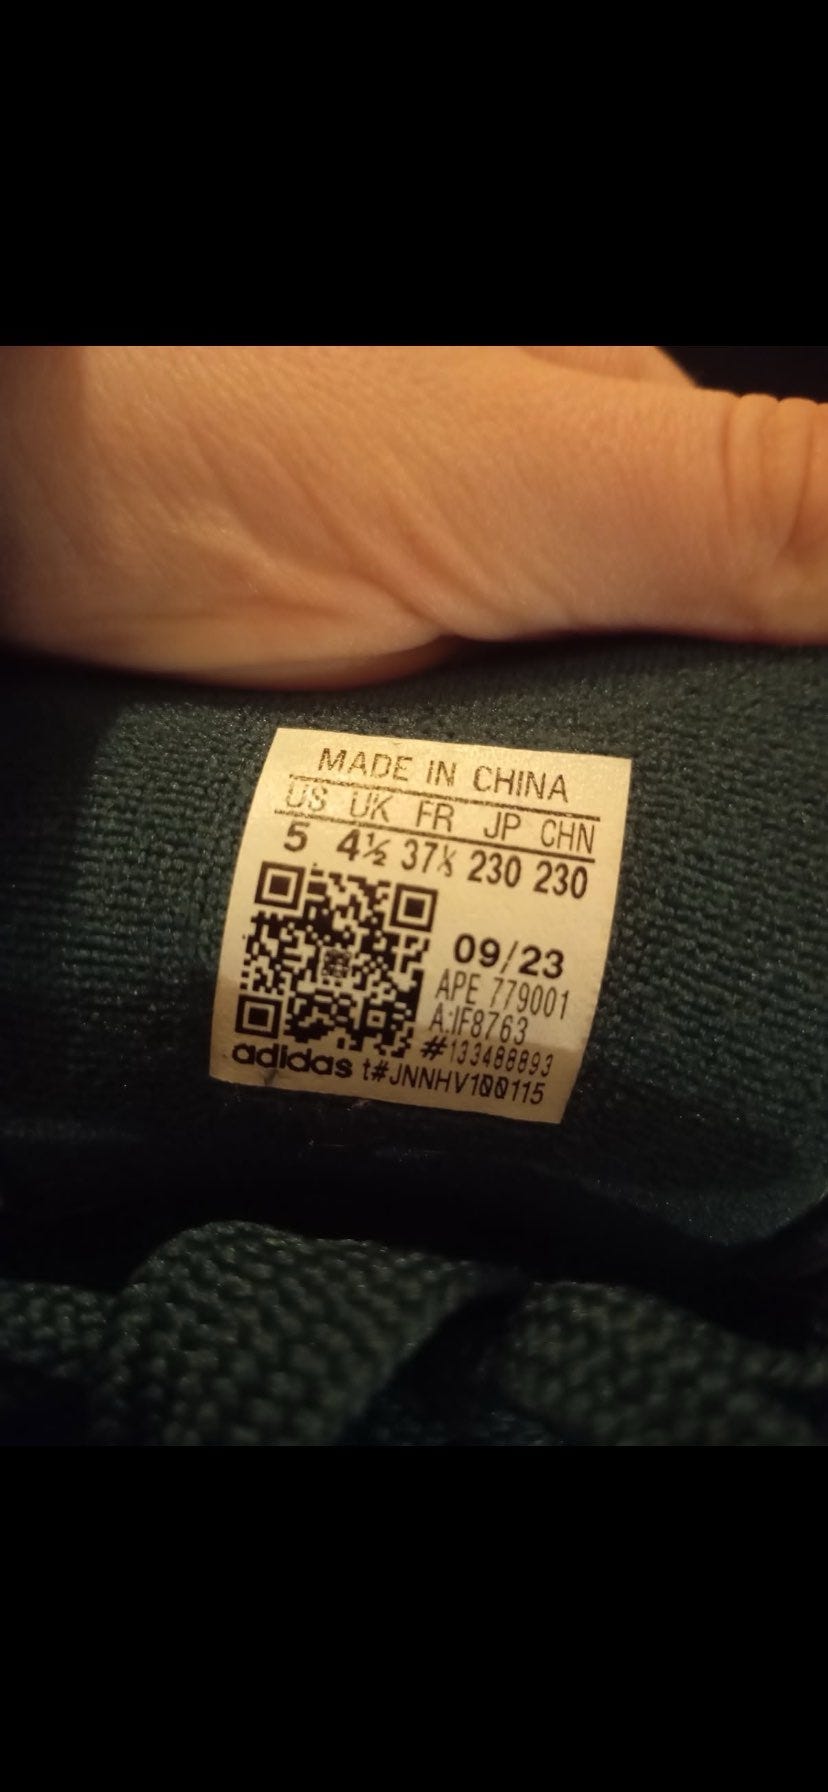 MADE IN CHINA
US UK FR JP CHN
5 4½ 37⅓ 230 230
09/23
APE 779001
A:IF8763
#133488893
adidas t#JNNHV100115